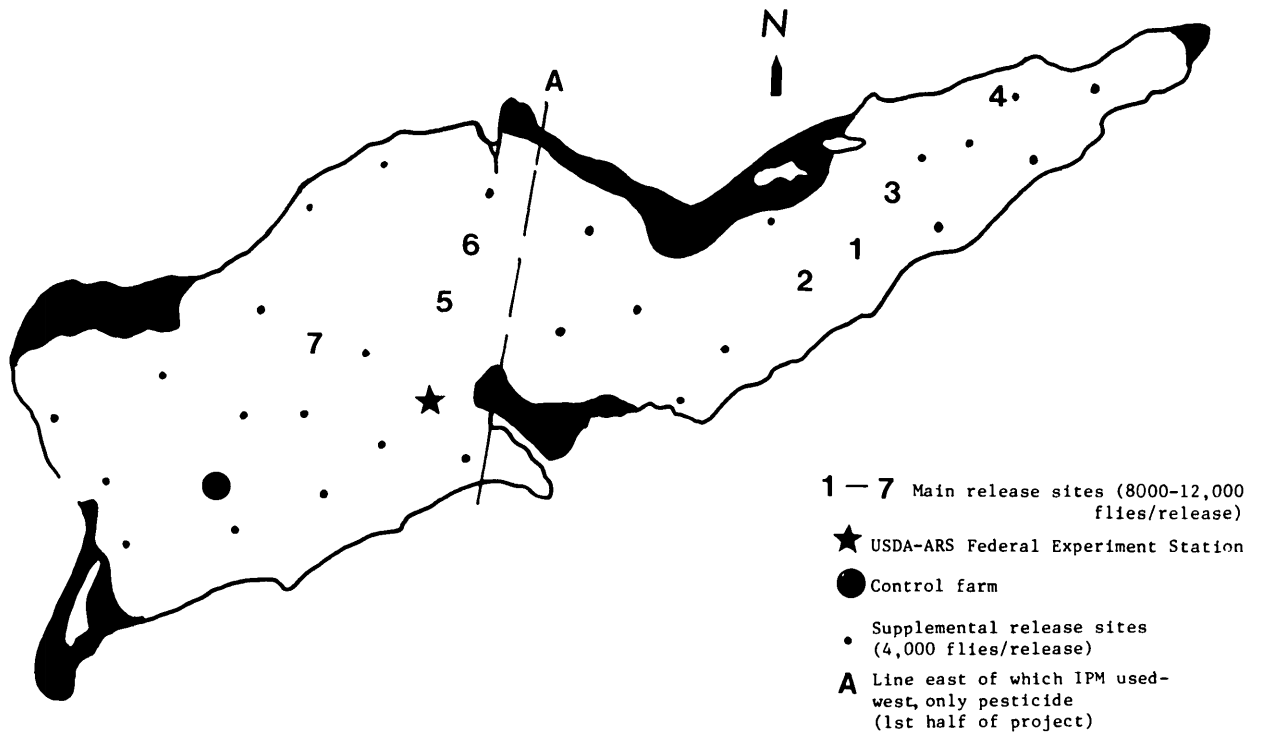 N
A
4
3
1
2
6
5
7
1 — 7 Main release sites (8000-12,000
flies/release)
USDA-ARS Federal Experiment Station
Control farm
Supplemental release sites
(4,000 flies/release)
A Line east of which IPM used-
west, only pesticide
(1st half of project)